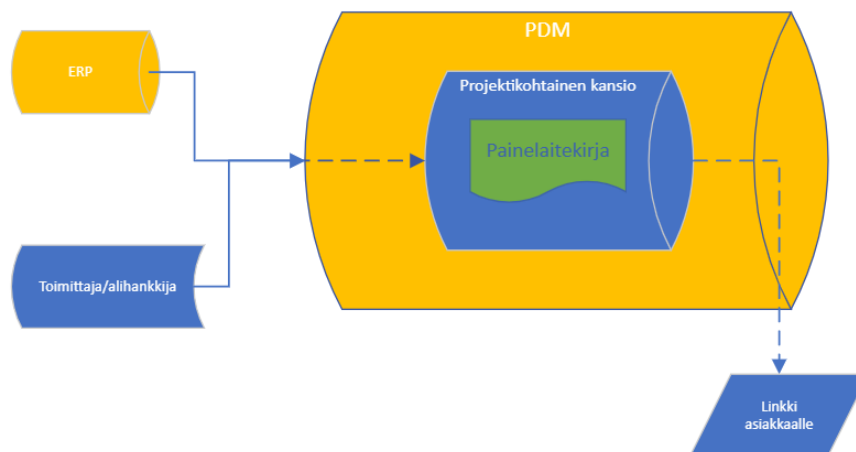 PDM
ERP
Projektikohtainen kansio
Painelaitekirja
Toimittaja/alihankkija
Linkki
asiakkaalle